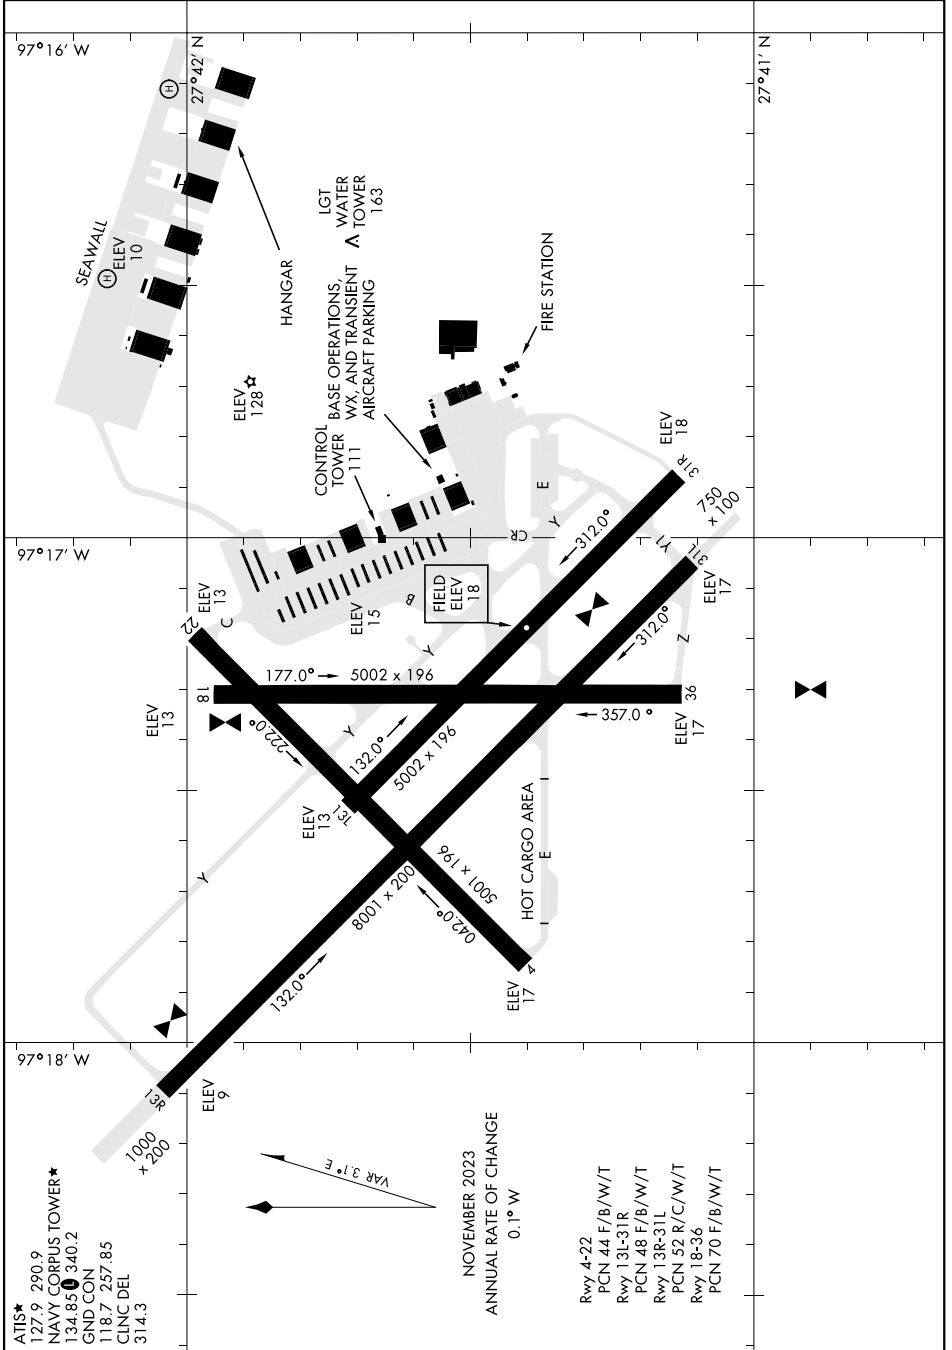 97°16' W
27°42' N
27°41' N
H
SEAWALL
H
ELEV
10
HANGAR
LGT
WATER
TOWER
163
ELEV
128
BASE OPERATIONS,
WX, AND TRANSIENT
AIRCRAFT PARKING
FIRE STATION
CONTROL
TOWER
111
ELEV
18
31R
E
750
x 100
Y
CR
312.0°
97°17' W
Y1
31L
ELEV
17
ELEV
13
22
C
B
ELEV
15
FIELD
ELEV
18
Y
312.0°
Z
18
177.0°
5002 x 196
36
ELEV
13
222.0°
Y
132.0°
5002 x 196
357.0 °
ELEV
17
ELEV
13
13L
HOT CARGO AREA
E
Y
8001 x 200
5001 x 196
042.0°
132.0°
4
ELEV
17
97°18' W
13R
ELEV
9
1000
x 200
VAR 3.1° E
NOVEMBER 2023
ANNUAL RATE OF CHANGE
0.1° W
ATIS★
127.9 290.9
NAVY CORPUS TOWER★
134.85 L 340.2
GND CON
118.7 257.85
CLNC DEL
314.3
Rwy 4-22
PCN 44 F/B/W/T
Rwy 13L-31R
PCN 48 F/B/W/T
Rwy 13R-31L
PCN 52 R/C/W/T
Rwy 18-36
PCN 70 F/B/W/T